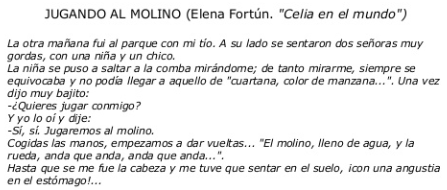 JUGANDO AL MOLINO (Elena Fortún. "Celia en el mundo")
La otra mañana fui al parque con mi tío. A su lado se sentaron dos señoras muy
gordas, con una niña y un chico.
La niña se puso a saltar a la comba mirándome; de tanto mirarme, siempre se
equivocaba y no podía llegar a aquello de "cuartana, color de manzana...". Una vez
dijo muy bajito:
-¿Quieres jugar conmigo?
Y yo lo oí y dije:
-Sí, sí. Jugaremos al molino.
Cogidas las manos, empezamos a dar vueltas... "El molino, lleno de agua, y la
rueda, anda que anda, anda que anda...".
Hasta que se me fue la cabeza y me tuve que sentar en el suelo, ¡con una angustia
en el estómago!...